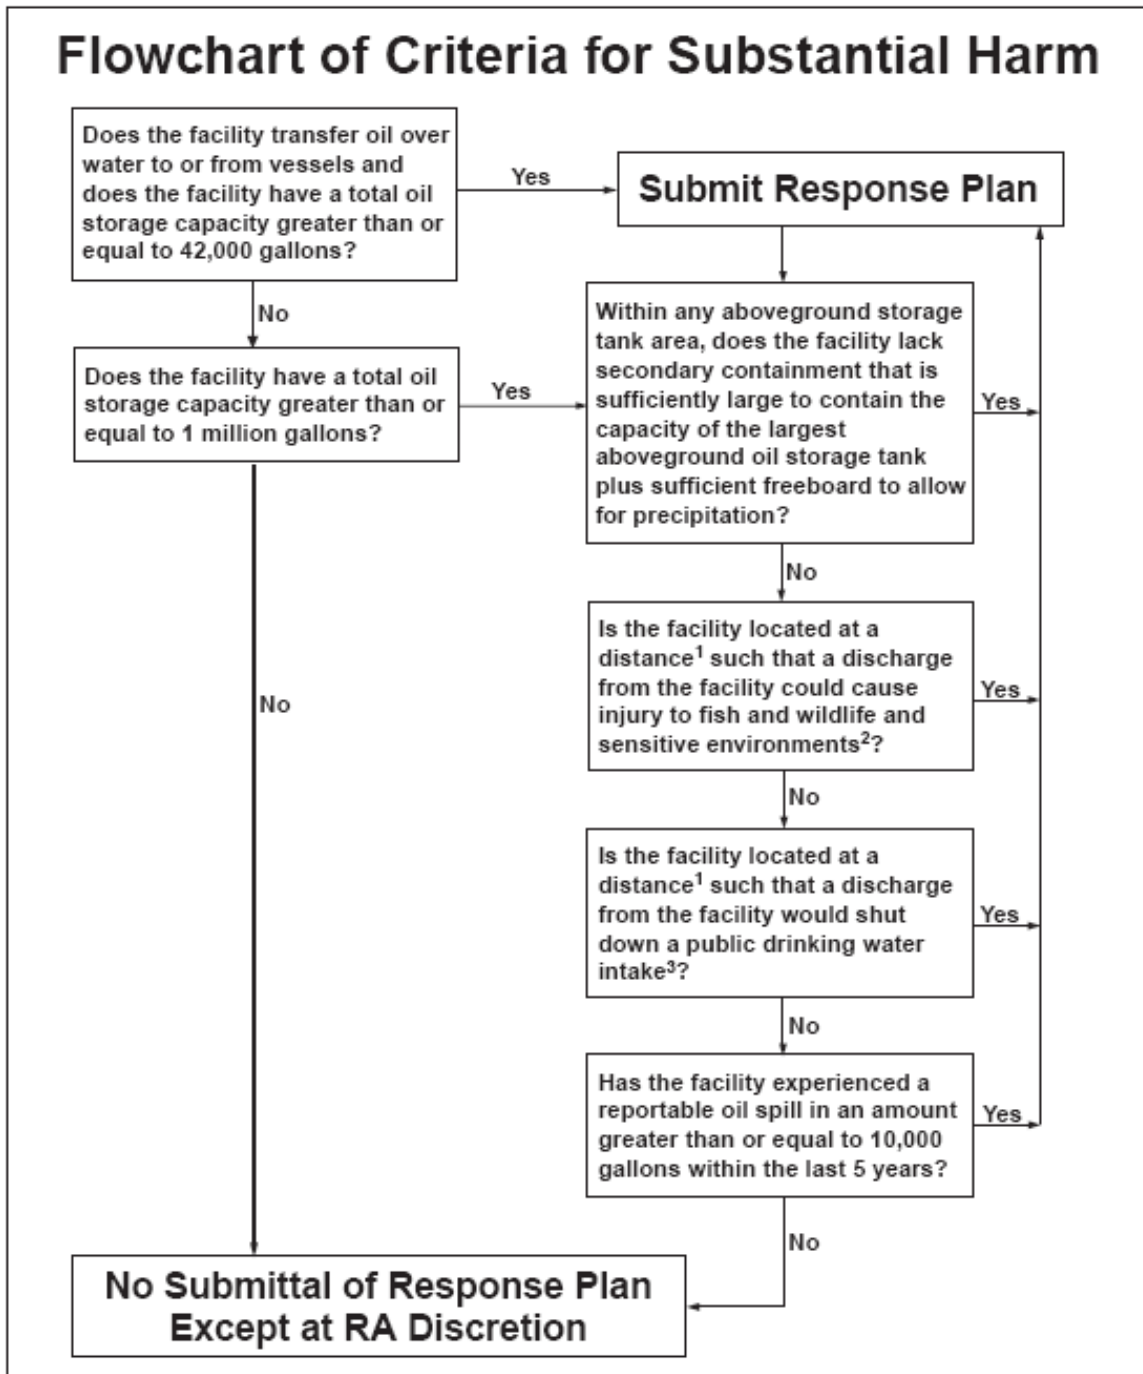 Flowchart of Criteria for Substantial Harm
Does the facility transfer oil over
water to or from vessels and
does the facility have a total oil
storage capacity greater than or
equal to 42,000 gallons?
Yes
Submit Response Plan
No
Does the facility have a total oil
storage capacity greater than or
equal to 1 million gallons?
Yes
Within any aboveground storage
tank area, does the facility lack
secondary containment that is
sufficiently large to contain the
capacity of the largest
aboveground oil storage tank
plus sufficient freeboard to allow
for precipitation?
Yes
No
Is the facility located at a
distance¹ such that a discharge
from the facility could cause
injury to fish and wildlife and
sensitive environments²?
Yes
No
No
Is the facility located at a
distance¹ such that a discharge
from the facility would shut
down a public drinking water
intake³?
Yes
No
Has the facility experienced a
reportable oil spill in an amount
greater than or equal to 10,000
gallons within the last 5 years?
Yes
No
No Submittal of Response Plan
Except at RA Discretion